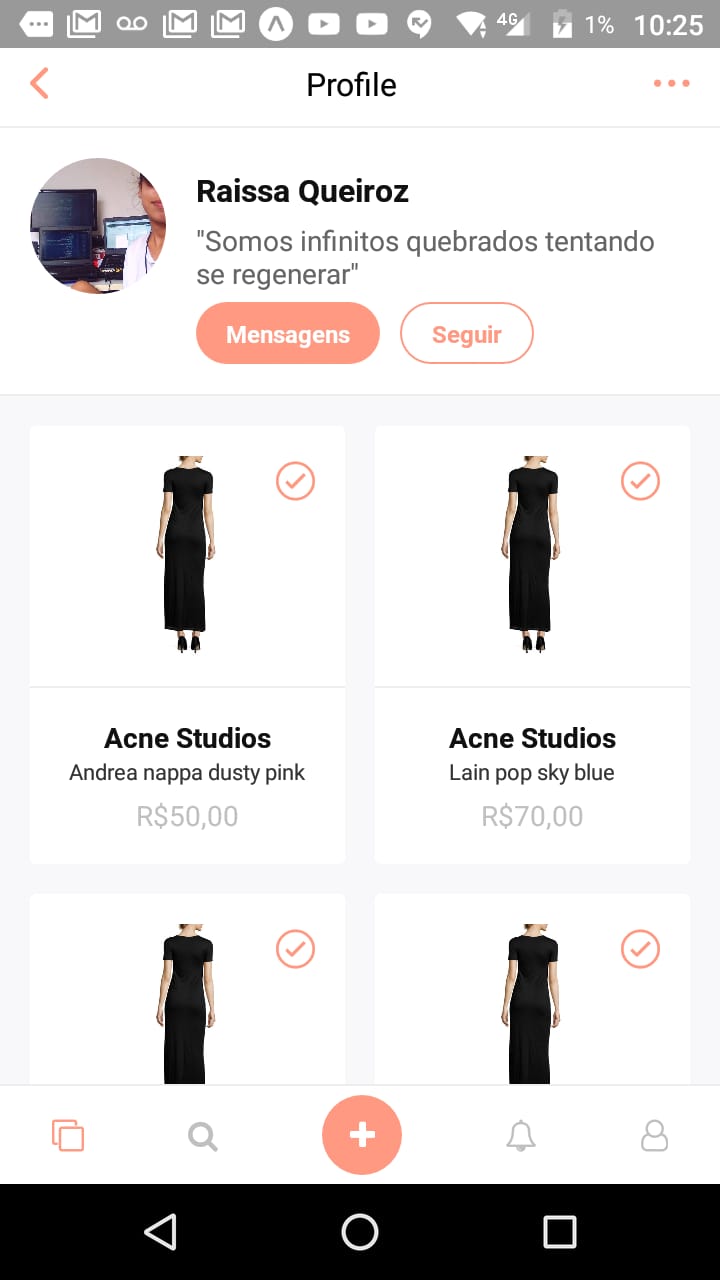 4G 1% 10:25
Profile
Raissa Queiroz
"Somos infinitos quebrados tentando
se regenerar"
Mensagens Seguir
Acne Studios
Andrea nappa dusty pink
R$50,00
Acne Studios
Lain pop sky blue
R$70,00